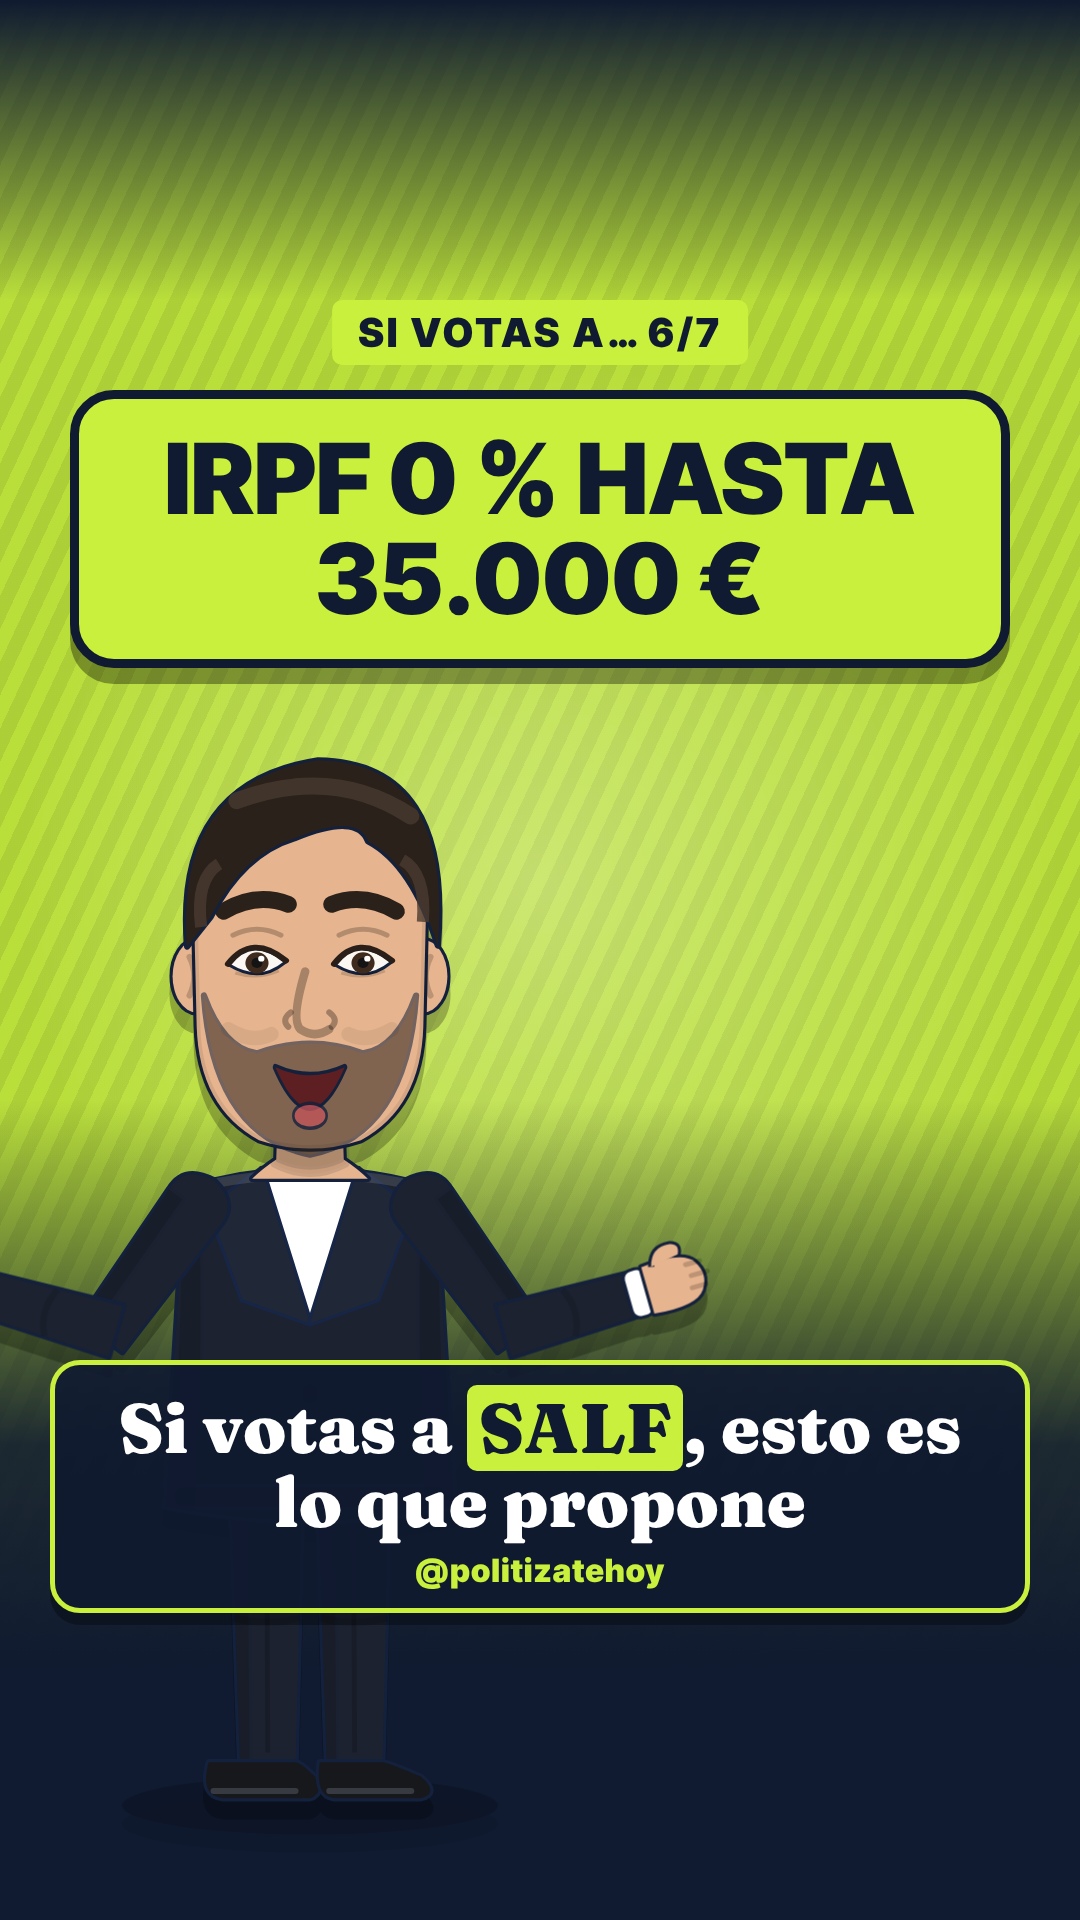 SI VOTAS A... 6/7
IRPF 0 % HASTA
35.000 €
Si votas a SALF, esto es
lo que propone
@politizatehoy